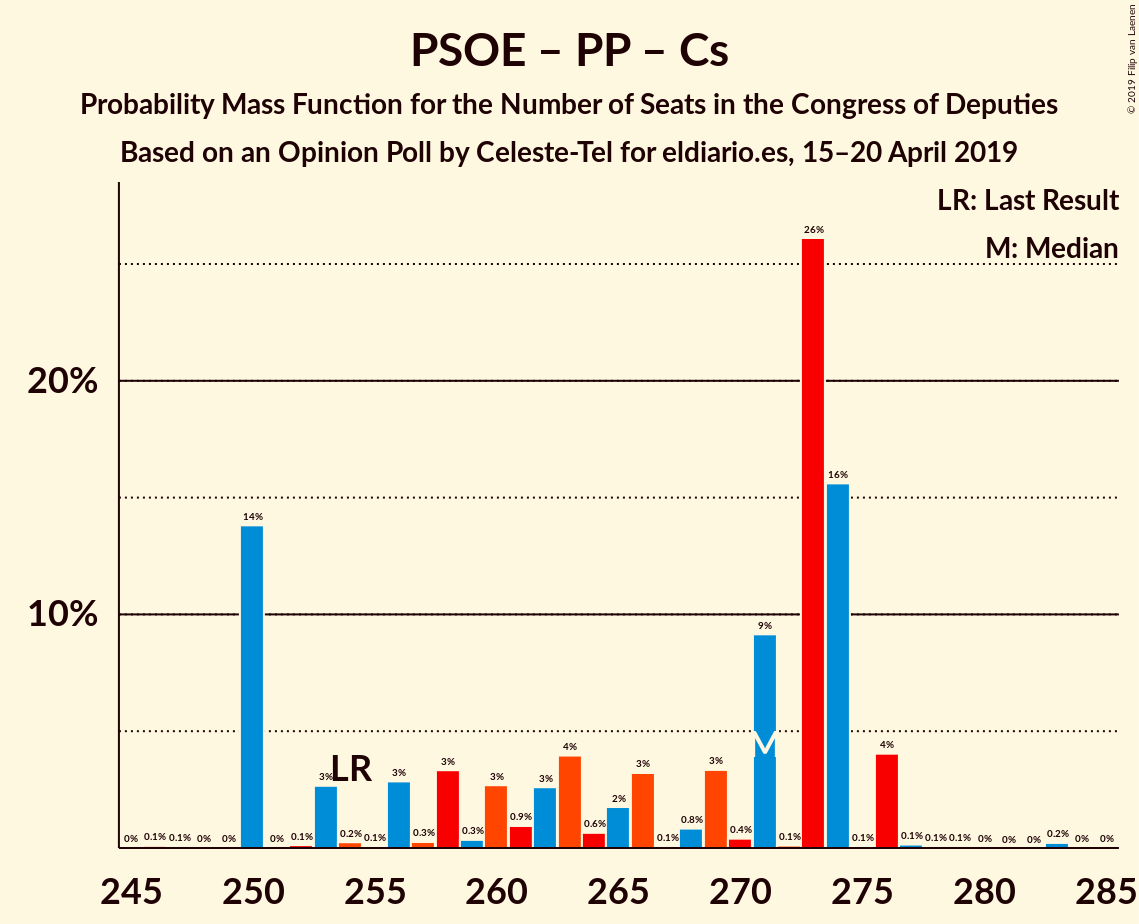 PSOE – PP – Cs
Probability Mass Function for the Number of Seats in the Congress of Deputies
Based on an Opinion Poll by Celeste-Tel for eldiario.es, 15–20 April 2019
© 2019 Filip van Laenen
LR: Last Result
M: Median
20%
10%
0% 0.1% 0.1% 0% 0% 14% 0% 0.1% 3% 0.2% 0.1% 3% 0.3% 3% 0.3% 3% 0.9% 3% 4% 0.6% 2% 3% 0.1% 0.8% 3% 0.4% 9% 0.1% 26% 16% 0.1% 4% 0.1% 0.1% 0.1% 0% 0% 0% 0.2% 0% 0%
LR
M
245 250 255 260 265 270 275 280 285